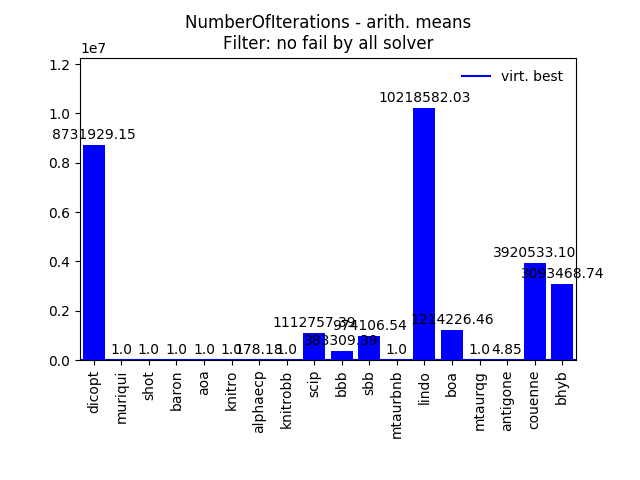 NumberOfIterations - arith. means
Filter: no fail by all solver
1e7
virt. best
1.2
1.0
0.8
0.6
0.4
0.2
0.0
8731929.15
1.0
1.0
1.0
1.0
1.0
178.18
1.0
1112757.39
383309.39
974106.54
1.0
10218582.03
1214226.46
1.0
4.85
3920533.10
3093468.74
dicopt
muriqui
shot
baron
aoa
knitro
alphaecp
knitrobb
scip
bbb
sbb
mtaurbnb
lindo
boa
mtaurqg
antigone
couenne
bhyb